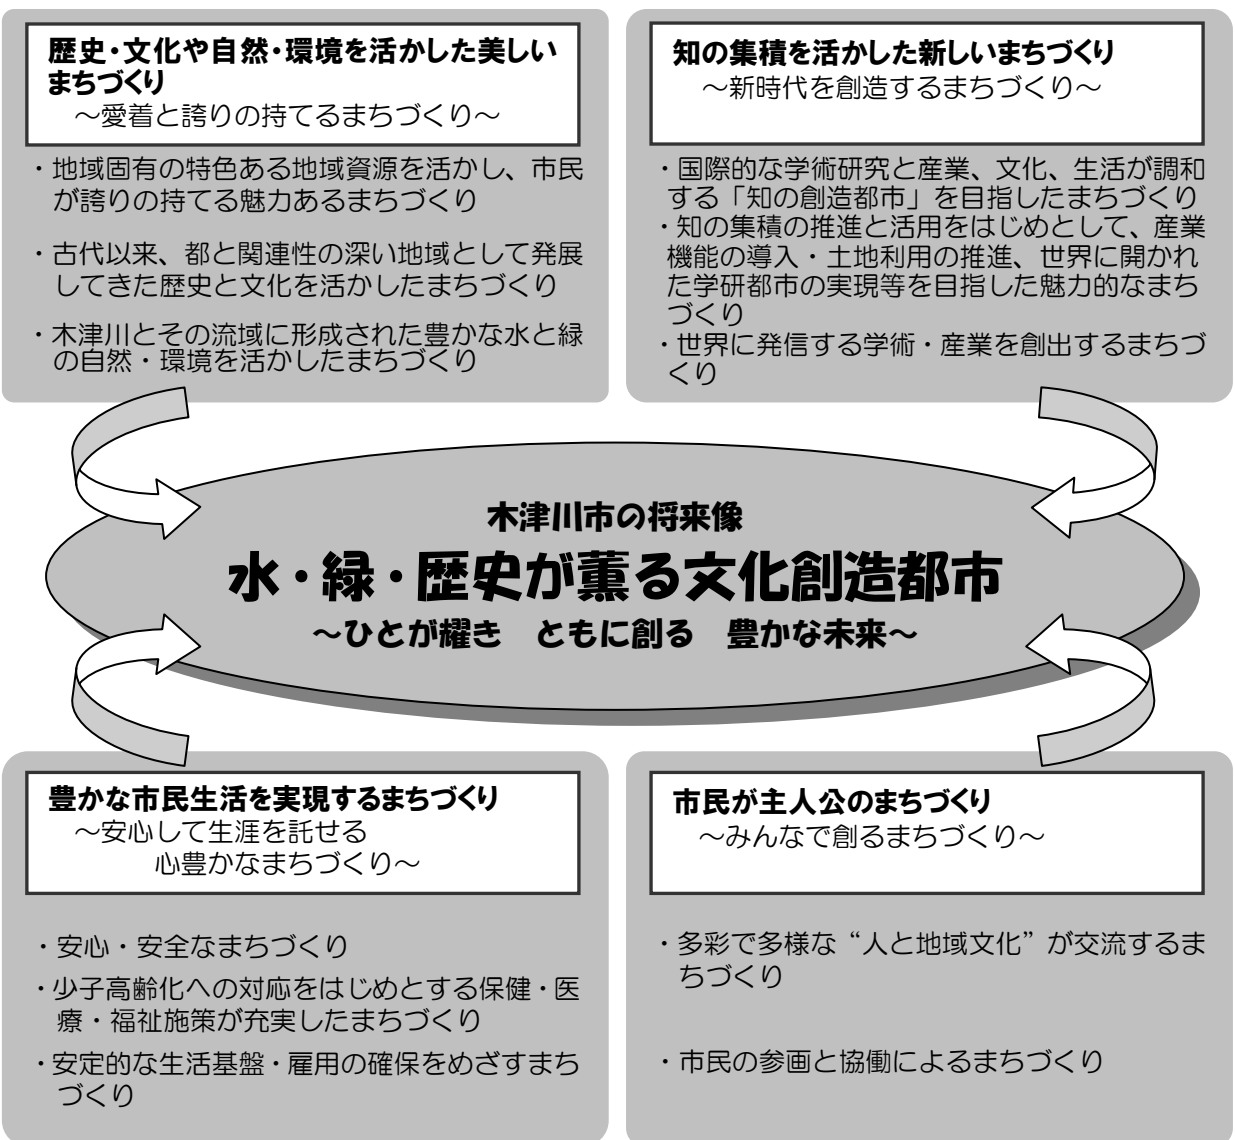 歴史・文化や自然・環境を活かした美しい
まちづくり
～愛着と誇りの持てるまちづくり～
・地域固有の特色ある地域資源を活かし、市民
が誇りの持てる魅力あるまちづくり
・古代以来、都と関連性の深い地域として発展
してきた歴史と文化を活かしたまちづくり
・木津川とその流域に形成された豊かな水と緑
の自然・環境を活かしたまちづくり
知の集積を活かした新しいまちづくり
～新時代を創造するまちづくり～
・国際的な学術研究と産業、文化、生活が調和
する「知の創造都市」を目指したまちづくり
・知の集積の推進と活用をはじめとして、産業
機能の導入・土地利用の推進、世界に開かれ
た学研都市の実現等を目指した魅力的なまち
づくり
・世界に発信する学術・産業を創出するまちづ
くり
木津川市の将来像
水・緑・歴史が薫る文化創造都市
～ひとが耀き　ともに創る　豊かな未来～
豊かな市民生活を実現するまちづくり
～安心して生涯を託せる
心豊かなまちづくり～
・安心・安全なまちづくり
・少子高齢化への対応をはじめとする保健・医
療・福祉施策が充実したまちづくり
・安定的な生活基盤・雇用の確保をめざすまち
づくり
市民が主人公のまちづくり
～みんなで創るまちづくり～
・多彩で多様な“人と地域文化”が交流するま
ちづくり
・市民の参画と協働によるまちづくり